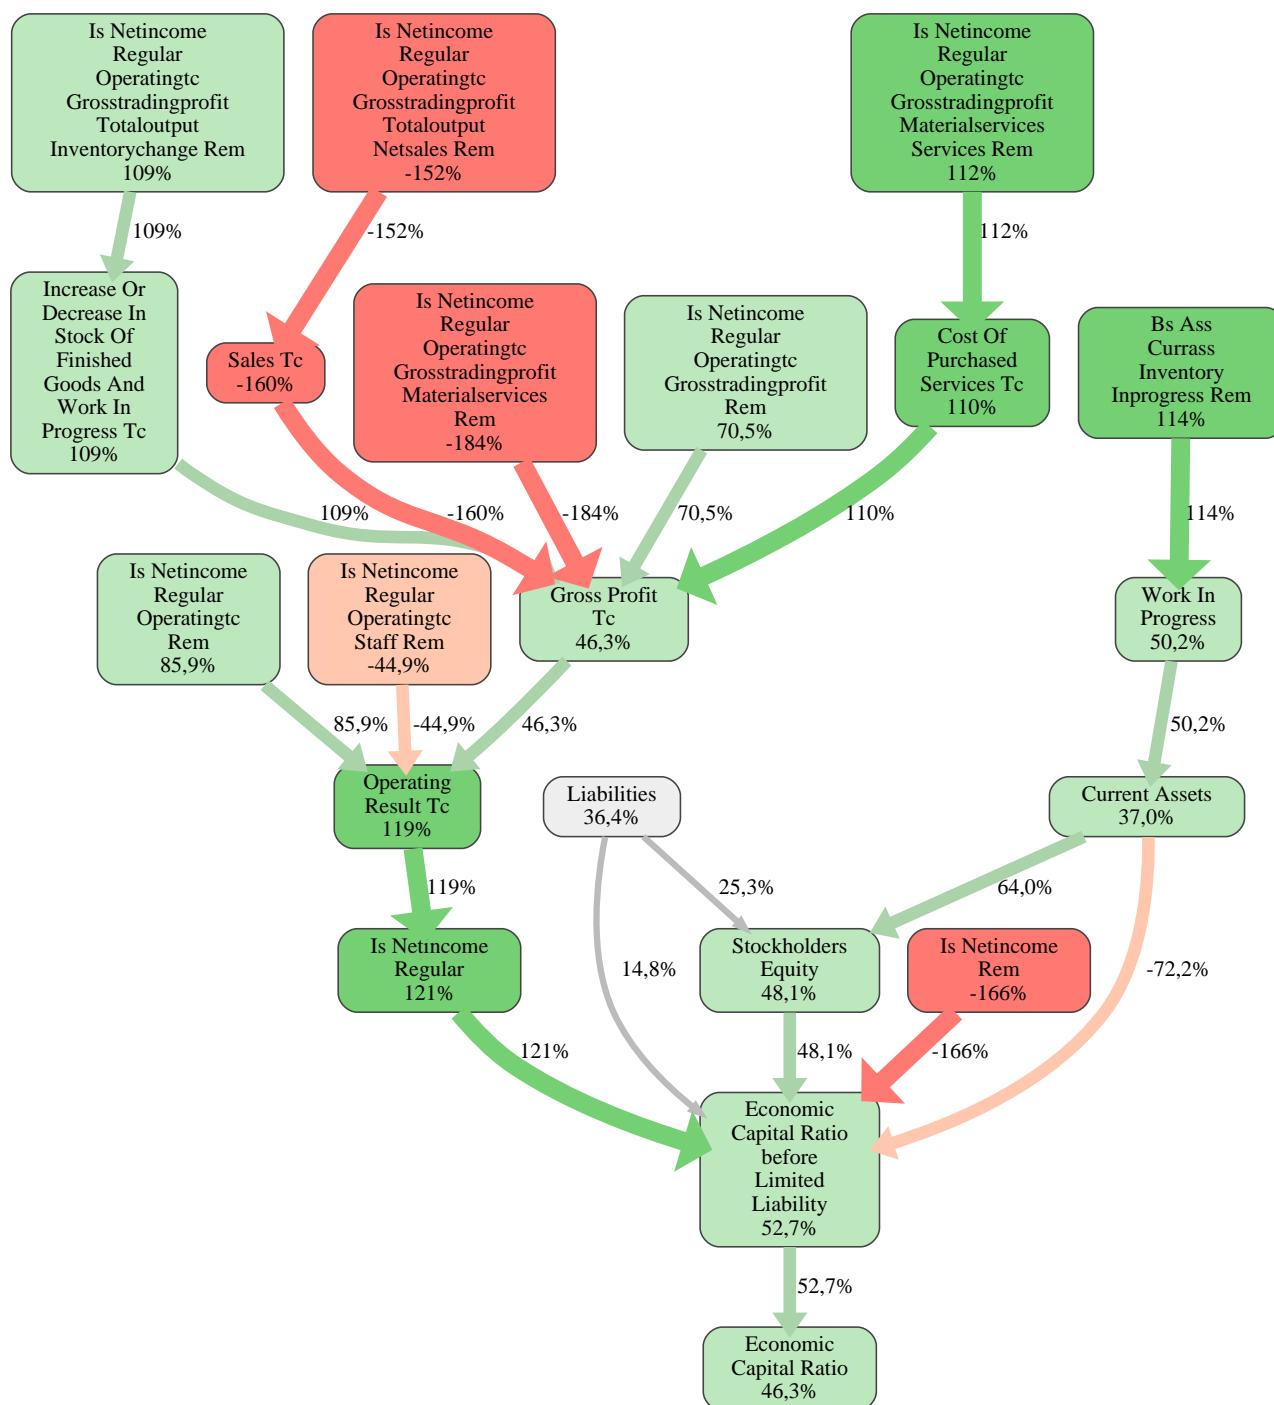 Is Netincome
Regular
Operatingtc
Grosstradingprofit
Totaloutput
Inventorychange Rem
109%
Is Netincome
Regular
Operatingtc
Grosstradingprofit
Totaloutput
Netsales Rem
-152%
Is Netincome
Regular
Operatingtc
Grosstradingprofit
Materialservices
Services Rem
112%
109%
-152%
112%
Increase Or
Decrease In
Stock Of
Finished
Goods And
Work In
Progress Tc
109%
Sales Tc
-160%
Is Netincome
Regular
Operatingtc
Grosstradingprofit
Materialservices
Rem
-184%
Is Netincome
Regular
Operatingtc
Grosstradingprofit
Rem
70,5%
Cost Of
Purchased
Services Tc
110%
Bs Ass
Currass
Inventory
Inprogress Rem
114%
109%
-160%
-184%
70,5%
110%
114%
Is Netincome
Regular
Operatingtc
Rem
85,9%
Is Netincome
Regular
Operatingtc
Staff Rem
-44,9%
Gross Profit
Tc
46,3%
Work In
Progress
50,2%
85,9%
-44,9%
46,3%
50,2%
Operating
Result Tc
119%
Liabilities
36,4%
Current Assets
37,0%
119%
25,3%
64,0%
Is Netincome
Regular
121%
Stockholders
Equity
48,1%
Is Netincome
Rem
-166%
14,8%
-72,2%
121%
48,1%
-166%
Economic
Capital Ratio
before
Limited
Liability
52,7%
52,7%
Economic
Capital Ratio
46,3%